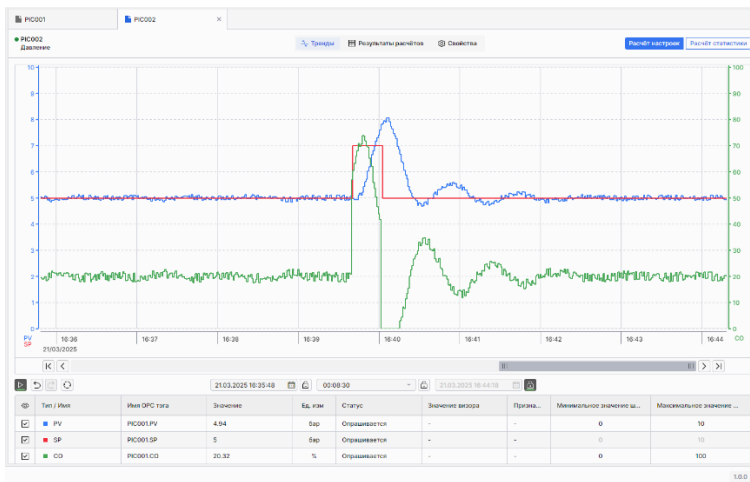 PIC001
PIC002 ×
PIC002
Давление
Тренды Результаты расчётов Свойства
Расчёт настроек Расчёт статистики
10 100
9 90
8 80
7 70
6 60
5 50
4 40
3 30
2 20
1 10
0 0
PV
SP
16:36 16:37 16:38 16:39 16:40 16:41 16:42 16:43 16:44 CO
21/03/2025
21.03.2025 16:35:48 00:08:30 21.03.2025 16:44:18
Тип / Имя Имя OPC тэга Значение Ед. изм Статус Значение визора Призна... Минимальное значение ш... Максимальное значение ...
PV PIC001.PV 4.94 бар Опрашивается - - 0 10
SP PIC001.SP 5 бар Опрашивается - - 0 10
CO PIC001.CO 20.32 % Опрашивается - - 0 100
1.0.0